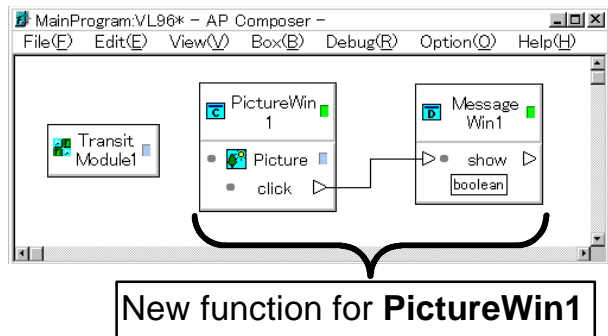 MainProgram:VL96* - AP Composer -
File(F) Edit(E) View(V) Box(B) Debug(R) Option(O) Help(H)
Transit
Module1
PictureWin
1
C
Picture
click
Message
Win1
D
show
boolean
New function for PictureWin1